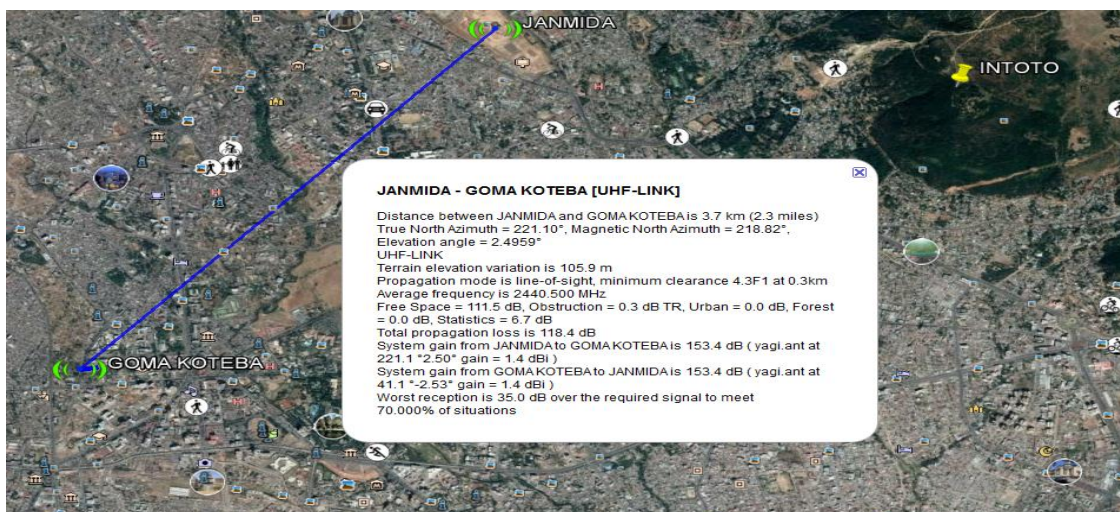 JANMIDA
INTOTO
JANMIDA - GOMA KOTEBA [UHF-LINK]
Distance between JANMIDA and GOMA KOTEBA is 3.7 km (2.3 miles)
True North Azimuth = 221.10°, Magnetic North Azimuth = 218.82°,
Elevation angle = 2.4959°
UHF-LINK
Terrain elevation variation is 105.9 m
Propagation mode is line-of-sight, minimum clearance 4.3F1 at 0.3km
Average frequency is 2440.500 MHz
Free Space = 111.5 dB, Obstruction = 0.3 dB TR, Urban = 0.0 dB, Forest
= 0.0 dB, Statistics = 6.7 dB
Total propagation loss is 118.4 dB
System gain from JANMIDA to GOMA KOTEBA is 153.4 dB ( yagi.ant at
221.1 °2.50° gain = 1.4 dBi )
System gain from GOMA KOTEBA to JANMIDA is 153.4 dB ( yagi.ant at
41.1 °-2.53° gain = 1.4 dBi )
Worst reception is 35.0 dB over the required signal to meet
70.000% of situations
GOMA KOTEBA